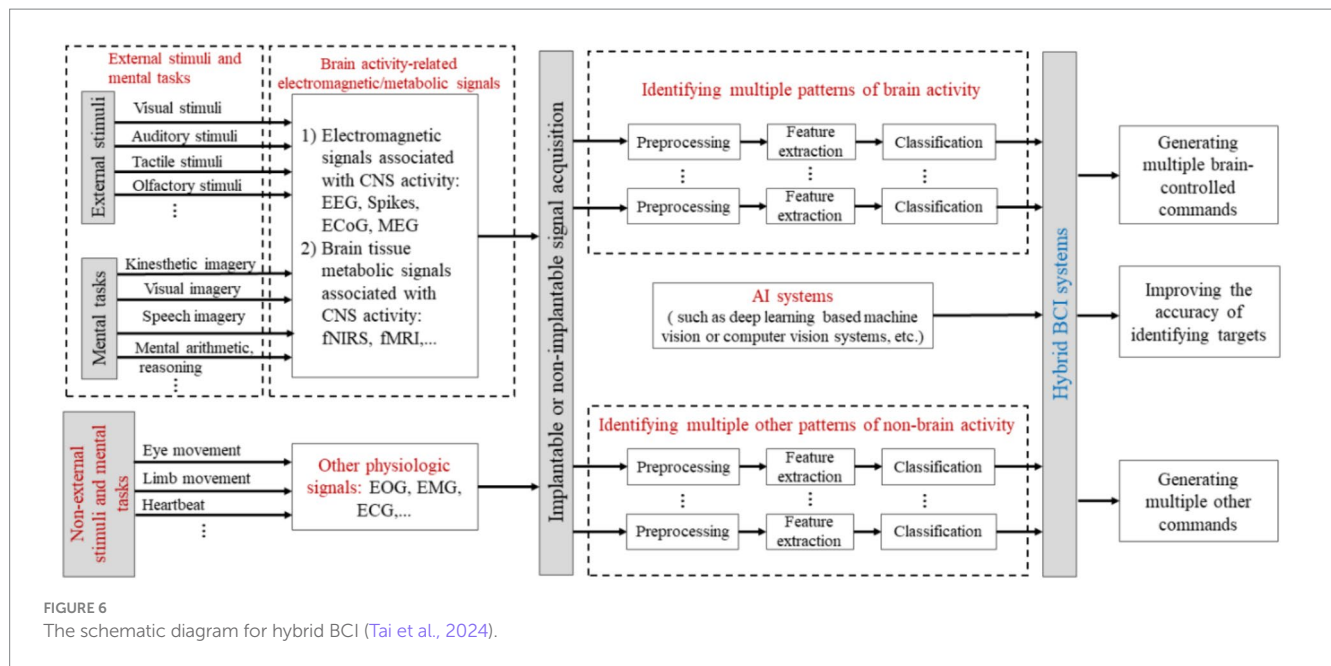 External stimuli and
mental tasks
External stimuli
Visual stimuli
Auditory stimuli
Tactile stimuli
Olfactory stimuli
⋮
Mental tasks
Kinesthetic imagery
Visual imagery
Speech imagery
Mental arithmetic,
reasoning
⋮
Brain activity-related
electromagnetic/metabolic signals
1) Electromagnetic
signals associated
with CNS activity:
EEG, Spikes,
ECoG, MEG
2) Brain tissue
metabolic signals
associated with
CNS activity:
fNIRS, fMRI,...
Non-external
stimuli and mental
tasks
Eye movement
Limb movement
Heartbeat
⋮
Other physiologic
signals: EOG, EMG,
ECG,...
Implantable or non-implantable signal acquisition
Identifying multiple patterns of brain activity
Preprocessing
Feature
extraction
Classification
⋮
⋮
⋮
Preprocessing
Feature
extraction
Classification
AI systems
( such as deep learning based machine
vision or computer vision systems, etc.)
Identifying multiple other patterns of non-brain activity
Preprocessing
Feature
extraction
Classification
⋮
⋮
⋮
Preprocessing
Feature
extraction
Classification
Hybrid BCI systems
Generating
multiple brain-
controlled
commands
Improving the
accuracy of
identifying targets
Generating
multiple other
commands
FIGURE 6
The schematic diagram for hybrid BCI (Tai et al., 2024).